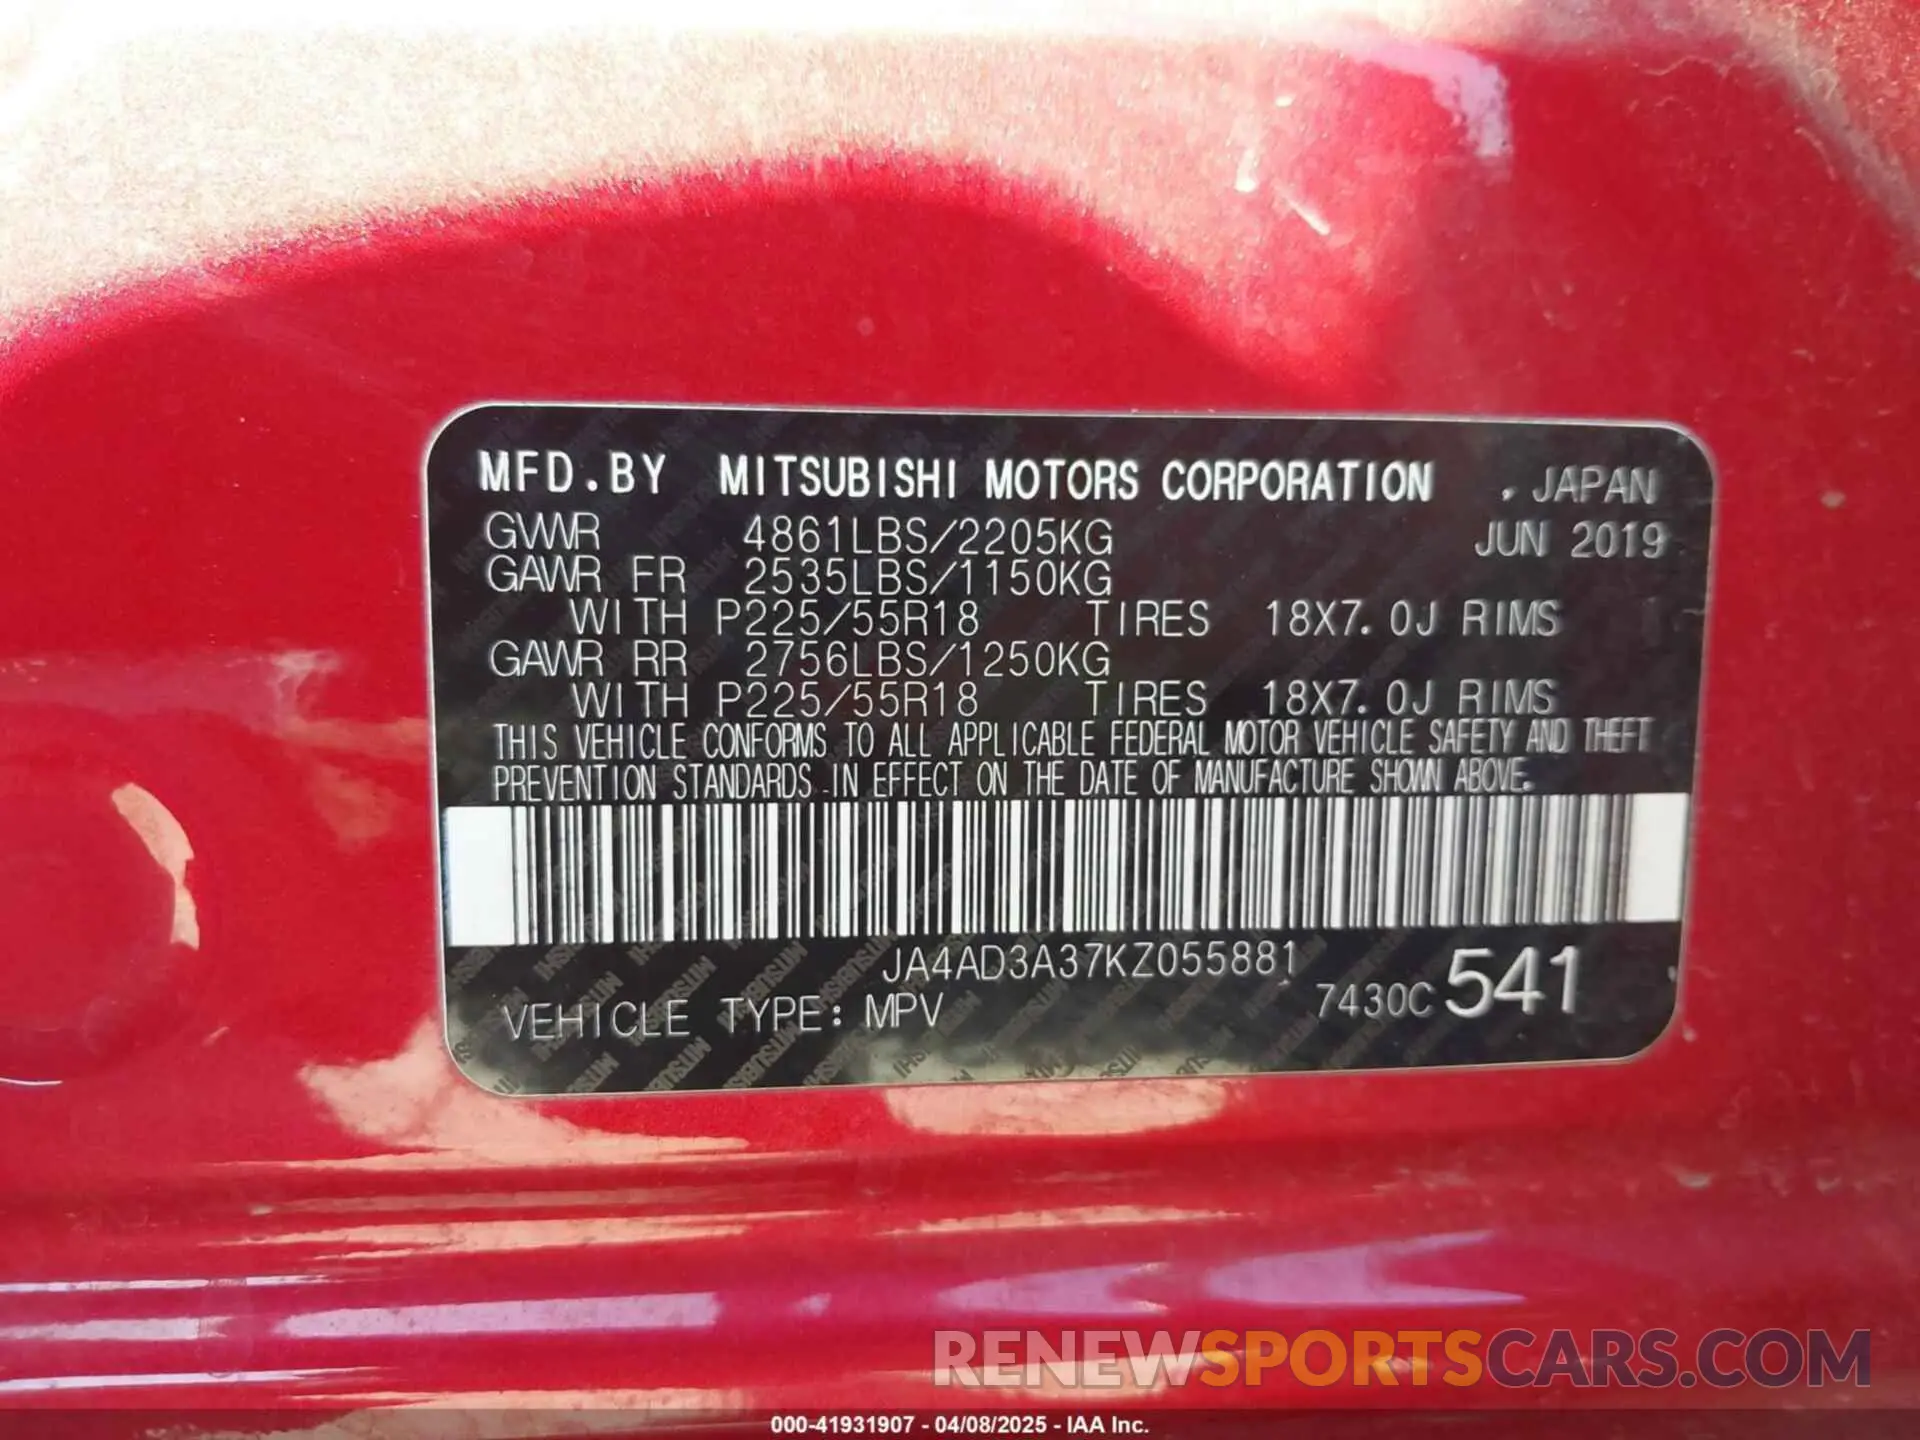 MFD.BY MITSUBISHI MOTORS CORPORATION , JAPAN
GVWR 4861LBS/2205KG JUN 2019
GAWR FR 2535LBS/1150KG
WITH P225/55R18 TIRES 18X7.0J RIMS
GAWR RR 2756LBS/1250KG
WITH P225/55R18 TIRES 18X7.0J RIMS
THIS VEHICLE CONFORMS TO ALL APPLICABLE FEDERAL MOTOR VEHICLE SAFETY AND THEFT
PREVENTION STANDARDS IN EFFECT ON THE DATE OF MANUFACTURE SHOWN ABOVE.
JA4AD3A37KZ055881
VEHICLE TYPE: MPV 7430C 541
RENEWSPORTSCARS.COM
000-41931907 - 04/08/2025 - IAA Inc.